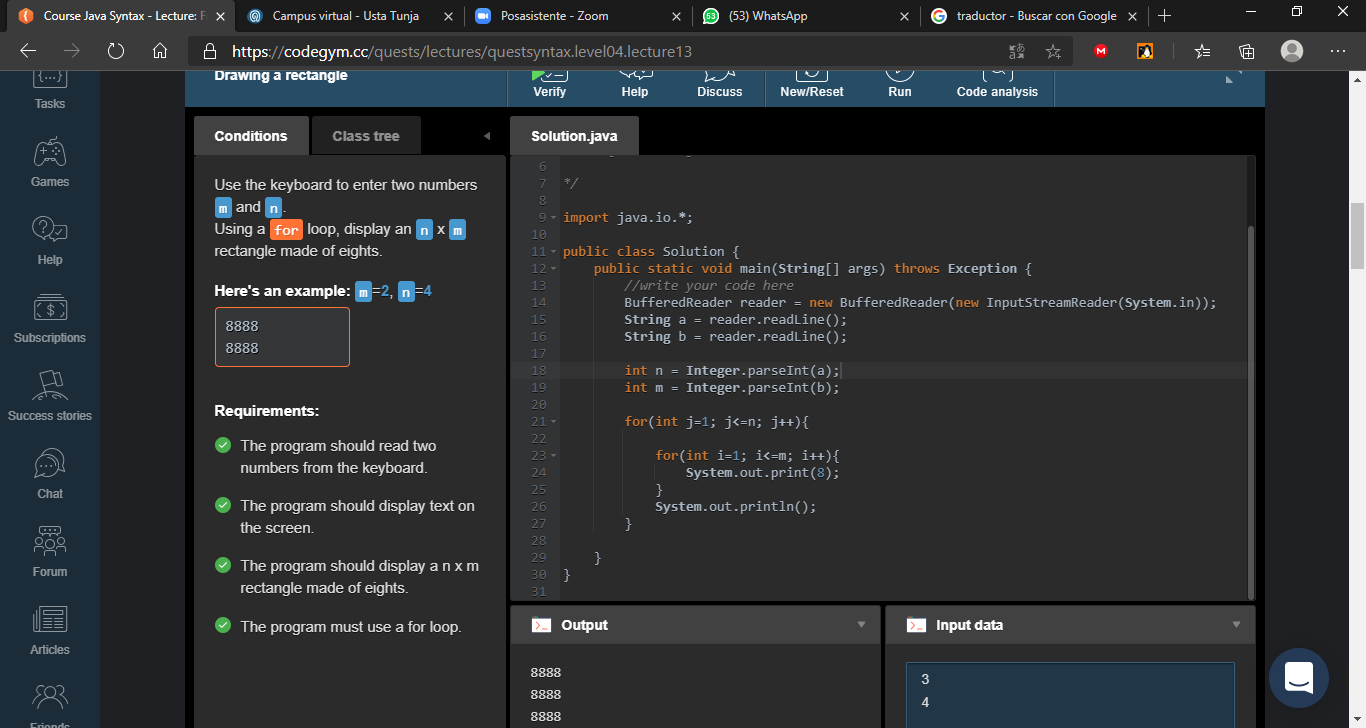 Course Java Syntax - Lecture: F
Campus virtual - Usta Tunja
Posasistente - Zoom
53
(53) WhatsApp
traductor - Buscar con Google
https://codegym.cc/quests/lectures/questsyntax.level04.lecture13
Drawing a rectangle
Verify
Help
Discuss
New/Reset
Run
Code analysis
Tasks
Games
Help
Subscriptions
Success stories
Chat
Forum
Articles
Friends
Conditions
Class tree
Use the keyboard to enter two numbers
m and n.
Using a for loop, display an n x m
rectangle made of eights.
Here's an example: m=2, n=4
8888
8888
Requirements:
The program should read two
numbers from the keyboard.
The program should display text on
the screen.
The program should display a n x m
rectangle made of eights.
The program must use a for loop.
Solution.java
6
7 */
8
9 import java.io.*;
10
11 public class Solution {
12 public static void main(String[] args) throws Exception {
13 //write your code here
14 BufferedReader reader = new BufferedReader(new InputStreamReader(System.in));
15 String a = reader.readLine();
16 String b = reader.readLine();
17
18 int n = Integer.parseInt(a);
19 int m = Integer.parseInt(b);
20
21 for(int j=1; j<=n; j++){
22
23 for(int i=1; i<=m; i++){
24 System.out.print(8);
25 }
26 System.out.println();
27 }
28
29 }
30 }
31
Output
8888
8888
8888
Input data
3
4